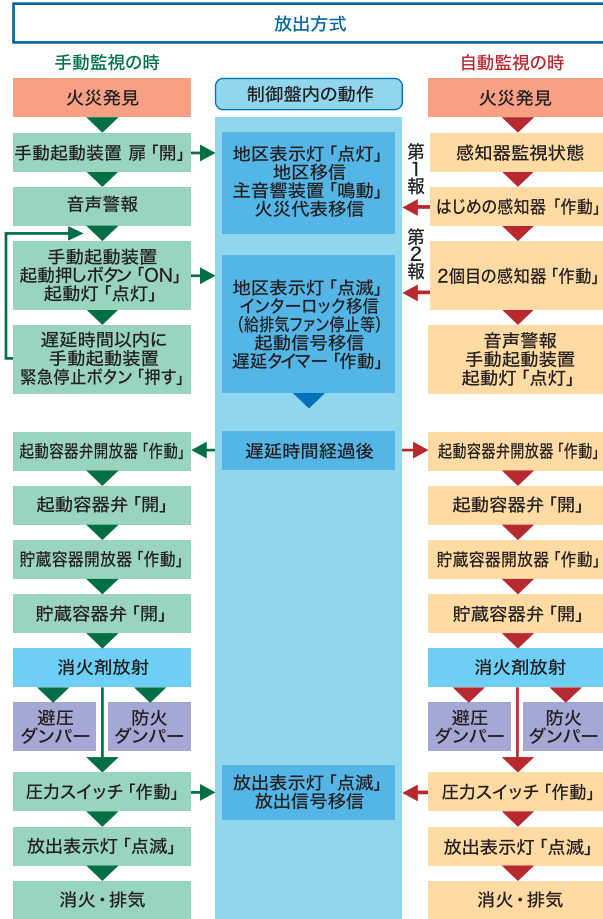 放出方式
手動監視の時
火災発見
手動起動装置 扉「開」
音声警報
手動起動装置
起動押しボタン「ON」
起動灯「点灯」
遅延時間以内に
手動起動装置
緊急停止ボタン「押す」
起動容器弁開放器「作動」
起動容器弁「開」
貯蔵容器開放器「作動」
貯蔵容器弁「開」
消火剤放射
避圧
ダンパー
防火
ダンパー
圧力スイッチ「作動」
放出表示灯「点滅」
消火・排気
制御盤内の動作
地区表示灯「点灯」
地区移信
主音響装置「鳴動」
火災代表移信
地区表示灯「点滅」
インターロック移信
(給排気ファン停止等)
起動信号移信
遅延タイマー「作動」
遅延時間経過後
放出表示灯「点滅」
放出信号移信
第1報
第2報
自動監視の時
火災発見
感知器監視状態
はじめの感知器「作動」
2個目の感知器「作動」
音声警報
手動起動装置
起動灯「点灯」
起動容器弁開放器「作動」
起動容器弁「開」
貯蔵容器開放器「作動」
貯蔵容器弁「開」
消火剤放射
避圧
ダンパー
防火
ダンパー
圧力スイッチ「作動」
放出表示灯「点滅」
消火・排気